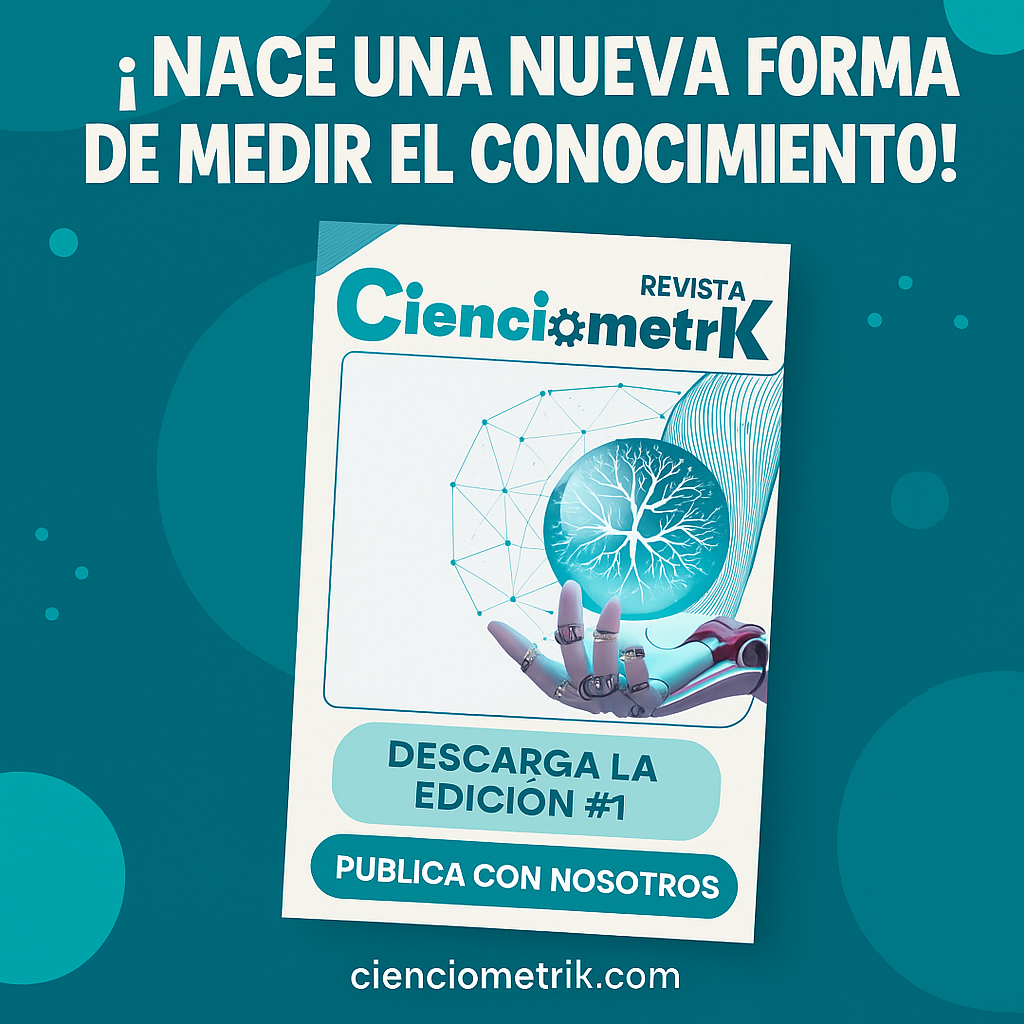 ¡NACE UNA NUEVA FORMA
DE MEDIR EL CONOCIMIENTO!
REVISTA
CienciometrK
DESCARGA LA
EDICIÓN #1
PUBLICA CON NOSOTROS
cienciometrik.com